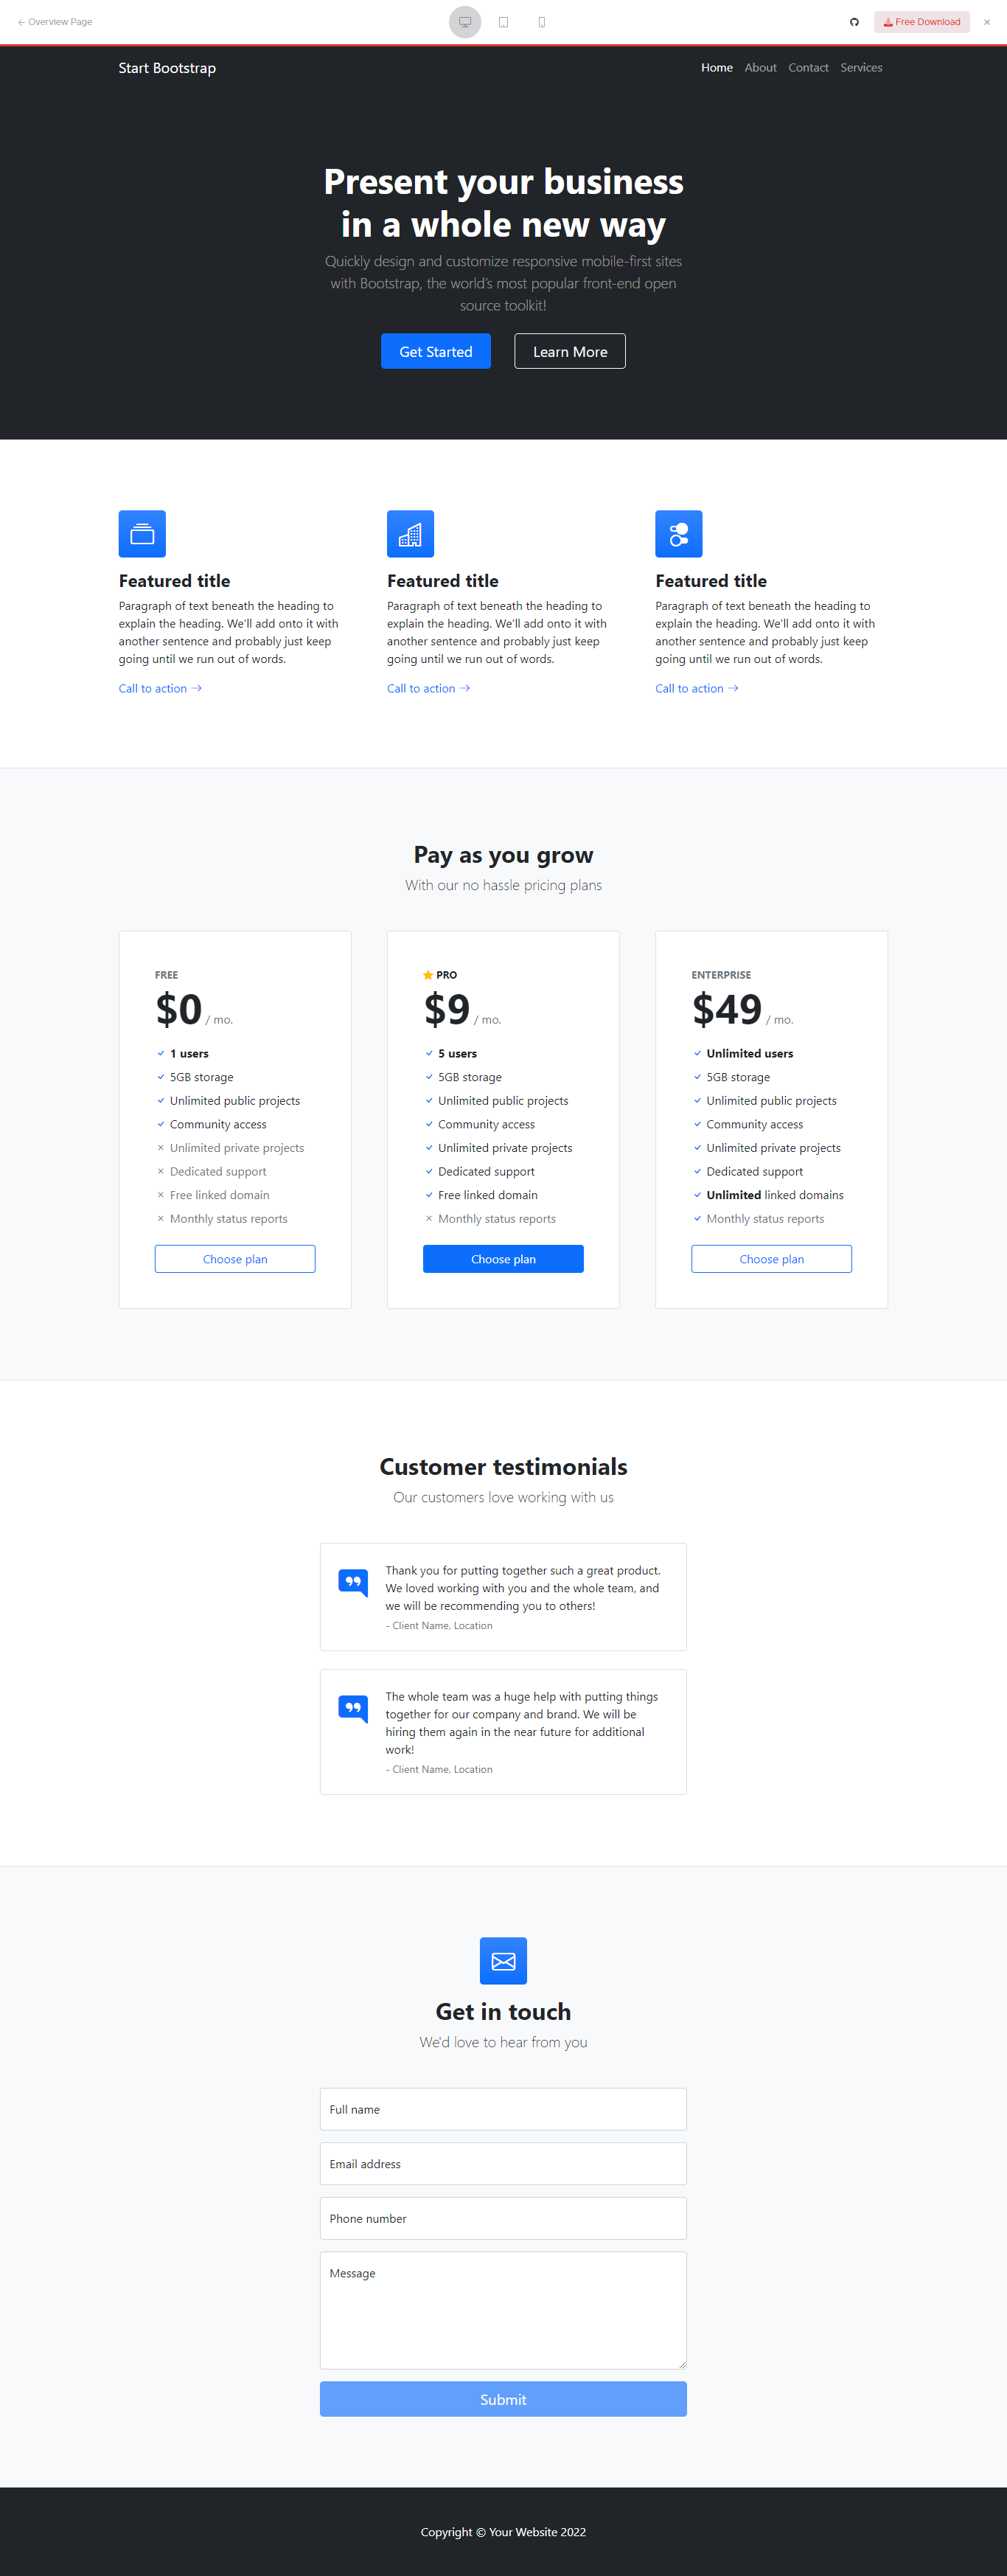 ← Overview Page
Free Download
Start Bootstrap
Home About Contact Services
Present your business
in a whole new way
Quickly design and customize responsive mobile-first sites
with Bootstrap, the world's most popular front-end open
source toolkit!
Get Started
Learn More
Featured title
Paragraph of text beneath the heading to
explain the heading. We'll add onto it with
another sentence and probably just keep
going until we run out of words.
Call to action →
Featured title
Paragraph of text beneath the heading to
explain the heading. We'll add onto it with
another sentence and probably just keep
going until we run out of words.
Call to action →
Featured title
Paragraph of text beneath the heading to
explain the heading. We'll add onto it with
another sentence and probably just keep
going until we run out of words.
Call to action →
Pay as you grow
With our no hassle pricing plans
FREE
$0 / mo.
1 users
5GB storage
Unlimited public projects
Community access
Unlimited private projects
Dedicated support
Free linked domain
Monthly status reports
Choose plan
PRO
$9 / mo.
5 users
5GB storage
Unlimited public projects
Community access
Unlimited private projects
Dedicated support
Free linked domain
Monthly status reports
Choose plan
ENTERPRISE
$49 / mo.
Unlimited users
5GB storage
Unlimited public projects
Community access
Unlimited private projects
Dedicated support
Unlimited linked domains
Monthly status reports
Choose plan
Customer testimonials
Our customers love working with us
Thank you for putting together such a great product.
We loved working with you and the whole team, and
we will be recommending you to others!
- Client Name, Location
The whole team was a huge help with putting things
together for our company and brand. We will be
hiring them again in the near future for additional
work!
- Client Name, Location
Get in touch
We'd love to hear from you
Full name
Email address
Phone number
Message
Submit
Copyright © Your Website 2022